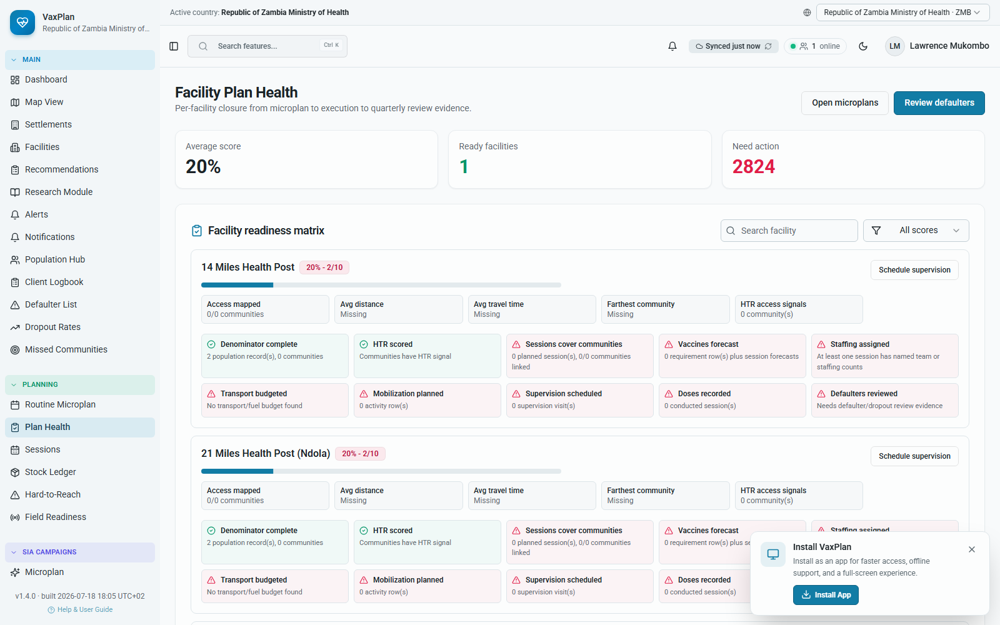 VaxPlan
Republic of Zambia Ministry of...
MAIN
Dashboard
Map View
Settlements
Facilities
Recommendations
Research Module
Alerts
Notifications
Population Hub
Client Logbook
Defaulter List
Dropout Rates
Missed Communities
PLANNING
Routine Microplan
Plan Health
Sessions
Stock Ledger
Hard-to-Reach
Field Readiness
SIA CAMPAIGNS
Microplan
v1.4.0 · built 2026-07-18 18:05 UTC+02
Help & User Guide
Active country: Republic of Zambia Ministry of Health
Republic of Zambia Ministry of Health · ZMB
Search features...
Ctrl K
Synced just now
1 online
LM
Lawrence Mukombo
Facility Plan Health
Per-facility closure from microplan to execution to quarterly review evidence.
Open microplans
Review defaulters
Average score
20%
Ready facilities
1
Need action
2824
Facility readiness matrix
Search facility
All scores
14 Miles Health Post
20% - 2/10
Schedule supervision
Access mapped
0/0 communities
Avg distance
Missing
Avg travel time
Missing
Farthest community
Missing
HTR access signals
0 community(s)
Denominator complete
2 population record(s), 0 communities
HTR scored
Communities have HTR signal
Sessions cover communities
0 planned session(s), 0/0 communities
linked
Vaccines forecast
0 requirement row(s) plus session forecasts
Staffing assigned
At least one session has named team or
staffing counts
Transport budgeted
No transport/fuel budget found
Mobilization planned
0 activity row(s)
Supervision scheduled
0 supervision visit(s)
Doses recorded
0 conducted session(s)
Defaulters reviewed
Needs defaulter/dropout review evidence
21 Miles Health Post (Ndola)
20% - 2/10
Schedule supervision
Access mapped
0/0 communities
Avg distance
Missing
Avg travel time
Missing
Farthest community
Missing
HTR access signals
0 community(s)
Denominator complete
2 population record(s), 0 communities
HTR scored
Communities have HTR signal
Sessions cover communities
0 planned session(s), 0/0 communities
linked
Vaccines forecast
0 requirement row(s) plus se
Staffing assigned
Transport budgeted
No transport/fuel budget found
Mobilization planned
0 activity row(s)
Supervision scheduled
0 supervision visit(s)
Doses recorded
0 conducted session(s)
Install VaxPlan
Install as an app for faster access, offline
support, and a full-screen experience.
Install App